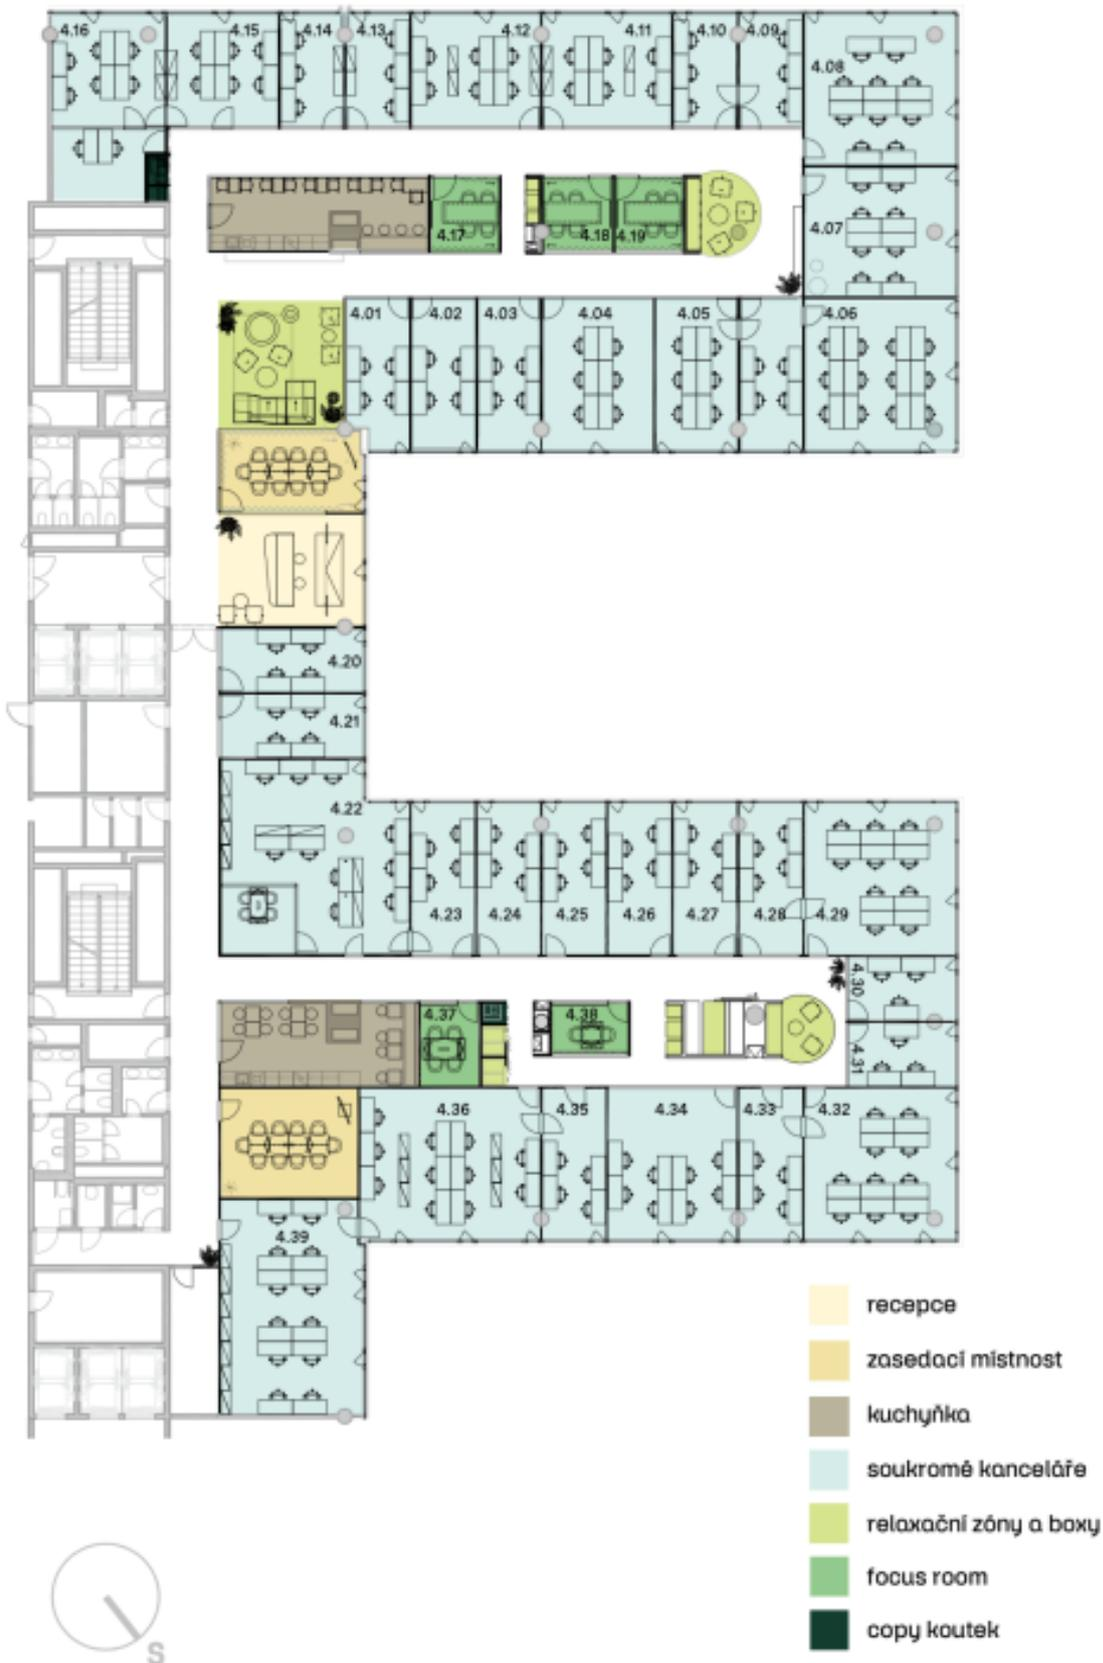 4.16 4.15 4.14 4.13 4.12 4.11 4.10 4.09
4.08
4.17 4.18 4.19
4.07
4.01 4.02 4.03 4.04 4.05 4.06
4.20
4.21
4.22
4.23 4.24 4.25 4.26 4.27 4.28 4.29
4.30
4.31
4.37 4.38
4.36 4.35 4.34 4.33 4.32
4.39
recepce
zasedací místnost
kuchyňka
soukromé kanceláře
relaxační zóny a boxy
focus room
copy koutek
S